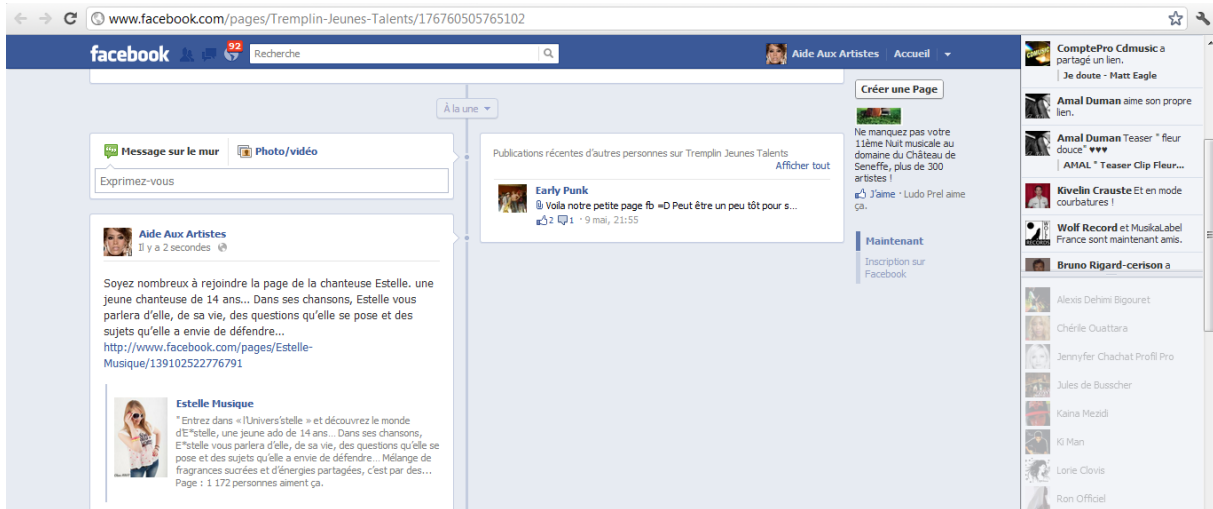 www.facebook.com/pages/Tremplin-Jeunes-Talents/176760505765102
facebook
92
Recherche
Aide Aux Artistes
Accueil
À la une
Message sur le mur
Photo/vidéo
Exprimez-vous
Aide Aux Artistes
Il y a 2 secondes
Soyez nombreux à rejoindre la page de la chanteuse Estelle. une
jeune chanteuse de 14 ans... Dans ses chansons, Estelle vous
parlera d'elle, de sa vie, des questions qu'elle se pose et des
sujets qu'elle a envie de défendre...
http://www.facebook.com/pages/Estelle-
Musique/139102522776791
Estelle Musique
"Entrez dans « l'Univers'stelle » et découvrez le monde
d'E*stelle, une jeune ado de 14 ans... Dans ses chansons,
E*stelle vous parlera d'elle, de sa vie, des questions qu'elle se
pose et des sujets qu'elle a envie de défendre... Mélange de
fragrances sucrées et d'énergies partagées, c'est par des...
Page : 1 172 personnes aiment ça.
Publications récentes d'autres personnes sur Tremplin Jeunes Talents
Afficher tout
Early Punk
Voila notre petite page fb =D Peut être un peu tôt pour s...
2 1 · 9 mai, 21:55
Créer une Page
Ne manquez pas votre
11ème Nuit musicale au
domaine du Château de
Seneffe, plus de 300
artistes !
J'aime · Ludo Prel aime
ça.
Maintenant
Inscription sur
Facebook
ComptePro Cdmusic a
partagé un lien.
Je doute - Matt Eagle
Amal Duman aime son propre
lien.
Amal Duman Teaser " fleur
douce" ♥♥♥
AMAL " Teaser Clip Fleur...
Kivelin Crauste Et en mode
courbatures !
Wolf Record et MusikaLabel
France sont maintenant amis.
Bruno Rigard-cerison a
Alexis Dehimi Bigouret
Chérile Ouattara
Jennyfer Chachat Profil Pro
Jules de Busscher
Kaina Mezidi
Ki Man
Lorie Clovis
Ron Officiel